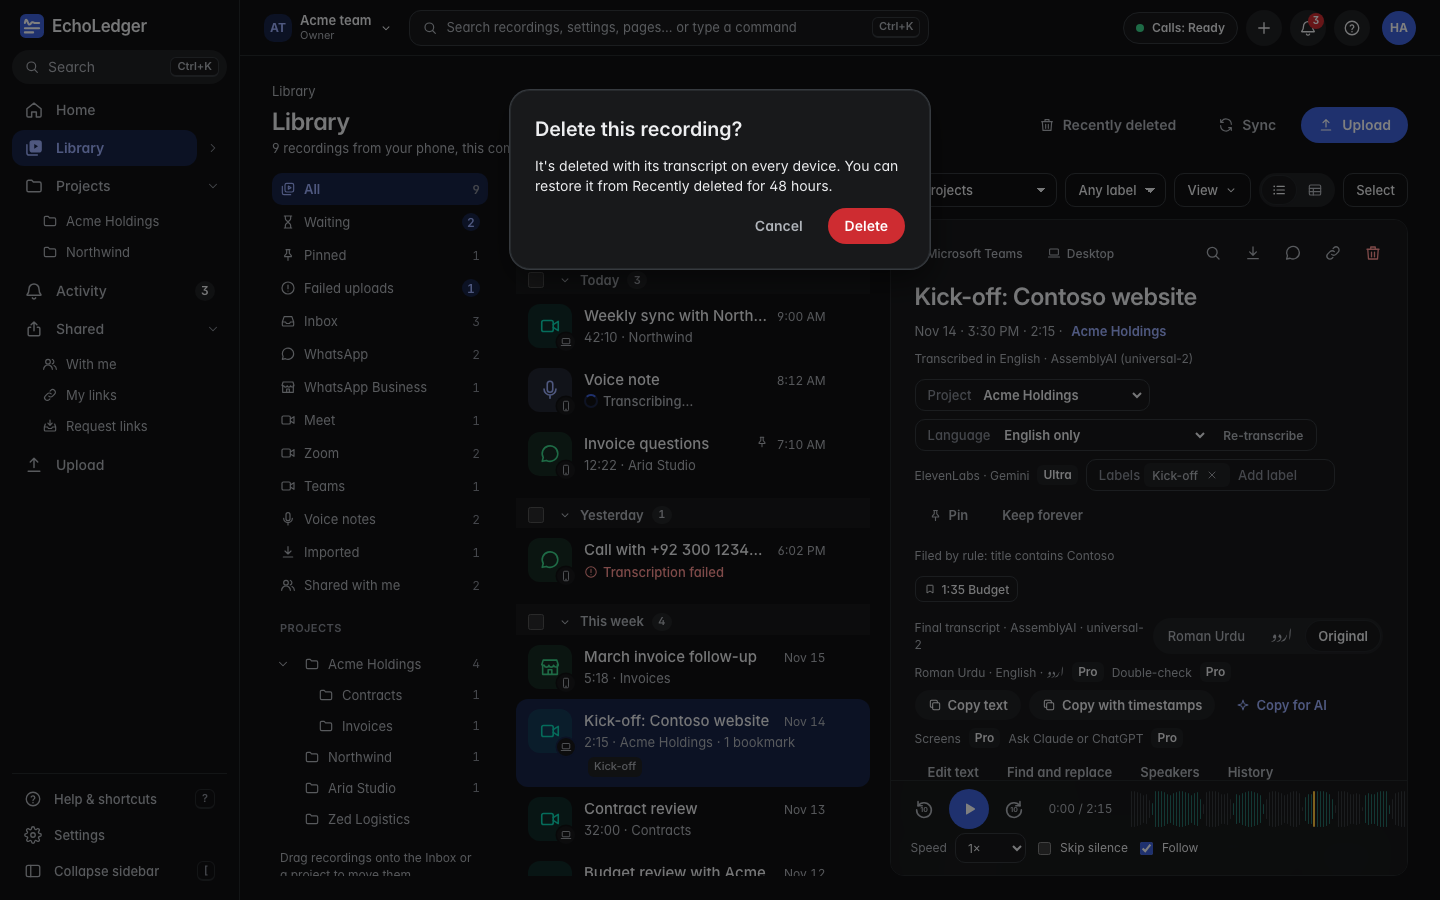 EchoLedger
Search Ctrl+K
Home
Library
Projects
Acme Holdings
Northwind
Activity 3
Shared
With me
My links
Request links
Upload
Help & shortcuts ?
Settings
Collapse sidebar [
AT Acme team
Owner
Search recordings, settings, pages... or type a command Ctrl+K
Calls: Ready
3
HA
Library
Library
9 recordings from your phone, this con
Recently deleted
Sync
Upload
Delete this recording?
It's deleted with its transcript on every device. You can
restore it from Recently deleted for 48 hours.
Cancel Delete
rojects
Any label
View
Select
All 9
Waiting 2
Pinned 1
Failed uploads 1
Inbox 3
WhatsApp 2
WhatsApp Business 1
Meet 1
Zoom 2
Teams 1
Voice notes 2
Imported 1
Shared with me 2
PROJECTS
Acme Holdings 4
Contracts 1
Invoices 1
Northwind 1
Aria Studio 1
Zed Logistics
Drag recordings onto the Inbox or
a project to move them
Today 3
Weekly sync with North... 9:00 AM
42:10 · Northwind
Voice note 8:12 AM
Transcribing...
Invoice questions 7:10 AM
12:22 · Aria Studio
Yesterday 1
Call with +92 300 1234... 6:02 PM
Transcription failed
This week 4
March invoice follow-up Nov 15
5:18 · Invoices
Kick-off: Contoso website Nov 14
2:15 · Acme Holdings · 1 bookmark
Kick-off
Contract review Nov 13
32:00 · Contracts
Budget review with Acme Nov 12
Microsoft Teams
Desktop
Kick-off: Contoso website
Nov 14 · 3:30 PM · 2:15 · Acme Holdings
Transcribed in English · AssemblyAI (universal-2)
Project Acme Holdings
Language English only Re-transcribe
ElevenLabs · Gemini Ultra Labels Kick-off × Add label
Pin Keep forever
Filed by rule: title contains Contoso
1:35 Budget
Final transcript · AssemblyAI · universal-
2
Roman Urdu اردو Original
Roman Urdu · English · اردو Pro Double-check Pro
Copy text Copy with timestamps Copy for AI
Screens Pro Ask Claude or ChatGPT Pro
Edit text Find and replace Speakers History
10 10 0:00 / 2:15
Speed 1× Skip silence Follow